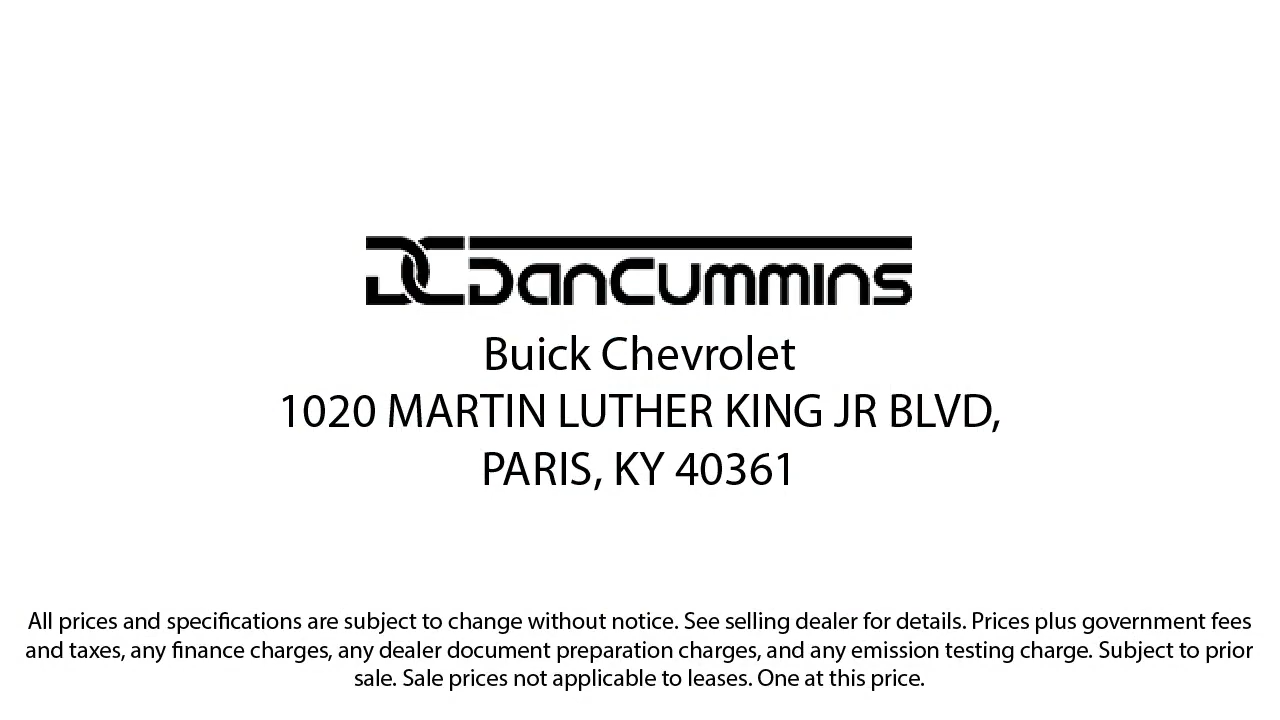 DC DanCummins
Buick Chevrolet
1020 MARTIN LUTHER KING JR BLVD,
PARIS, KY 40361
All prices and specifications are subject to change without notice. See selling dealer for details. Prices plus government fees
and taxes, any finance charges, any dealer document preparation charges, and any emission testing charge. Subject to prior
sale. Sale prices not applicable to leases. One at this price.